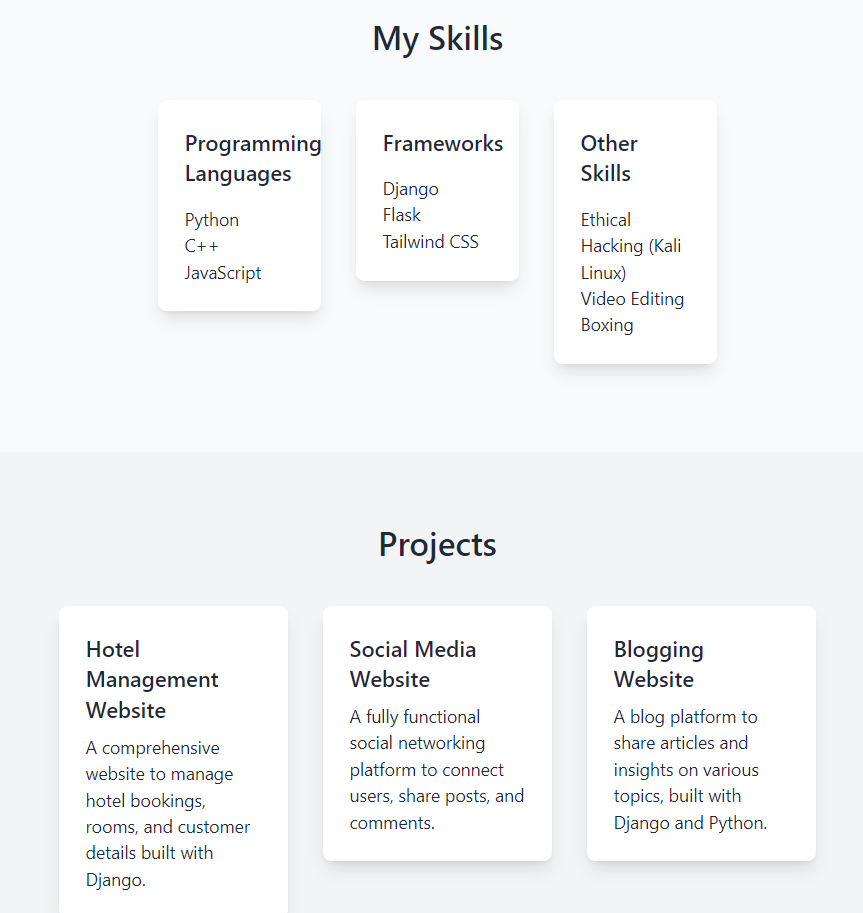 My Skills
Programming
Languages
Python
C++
JavaScript
Frameworks
Django
Flask
Tailwind CSS
Other
Skills
Ethical
Hacking (Kali
Linux)
Video Editing
Boxing
Projects
Hotel
Management
Website
A comprehensive
website to manage
hotel bookings,
rooms, and customer
details built with
Django.
Social Media
Website
A fully functional
social networking
platform to connect
users, share posts, and
comments.
Blogging
Website
A blog platform to
share articles and
insights on various
topics, built with
Django and Python.